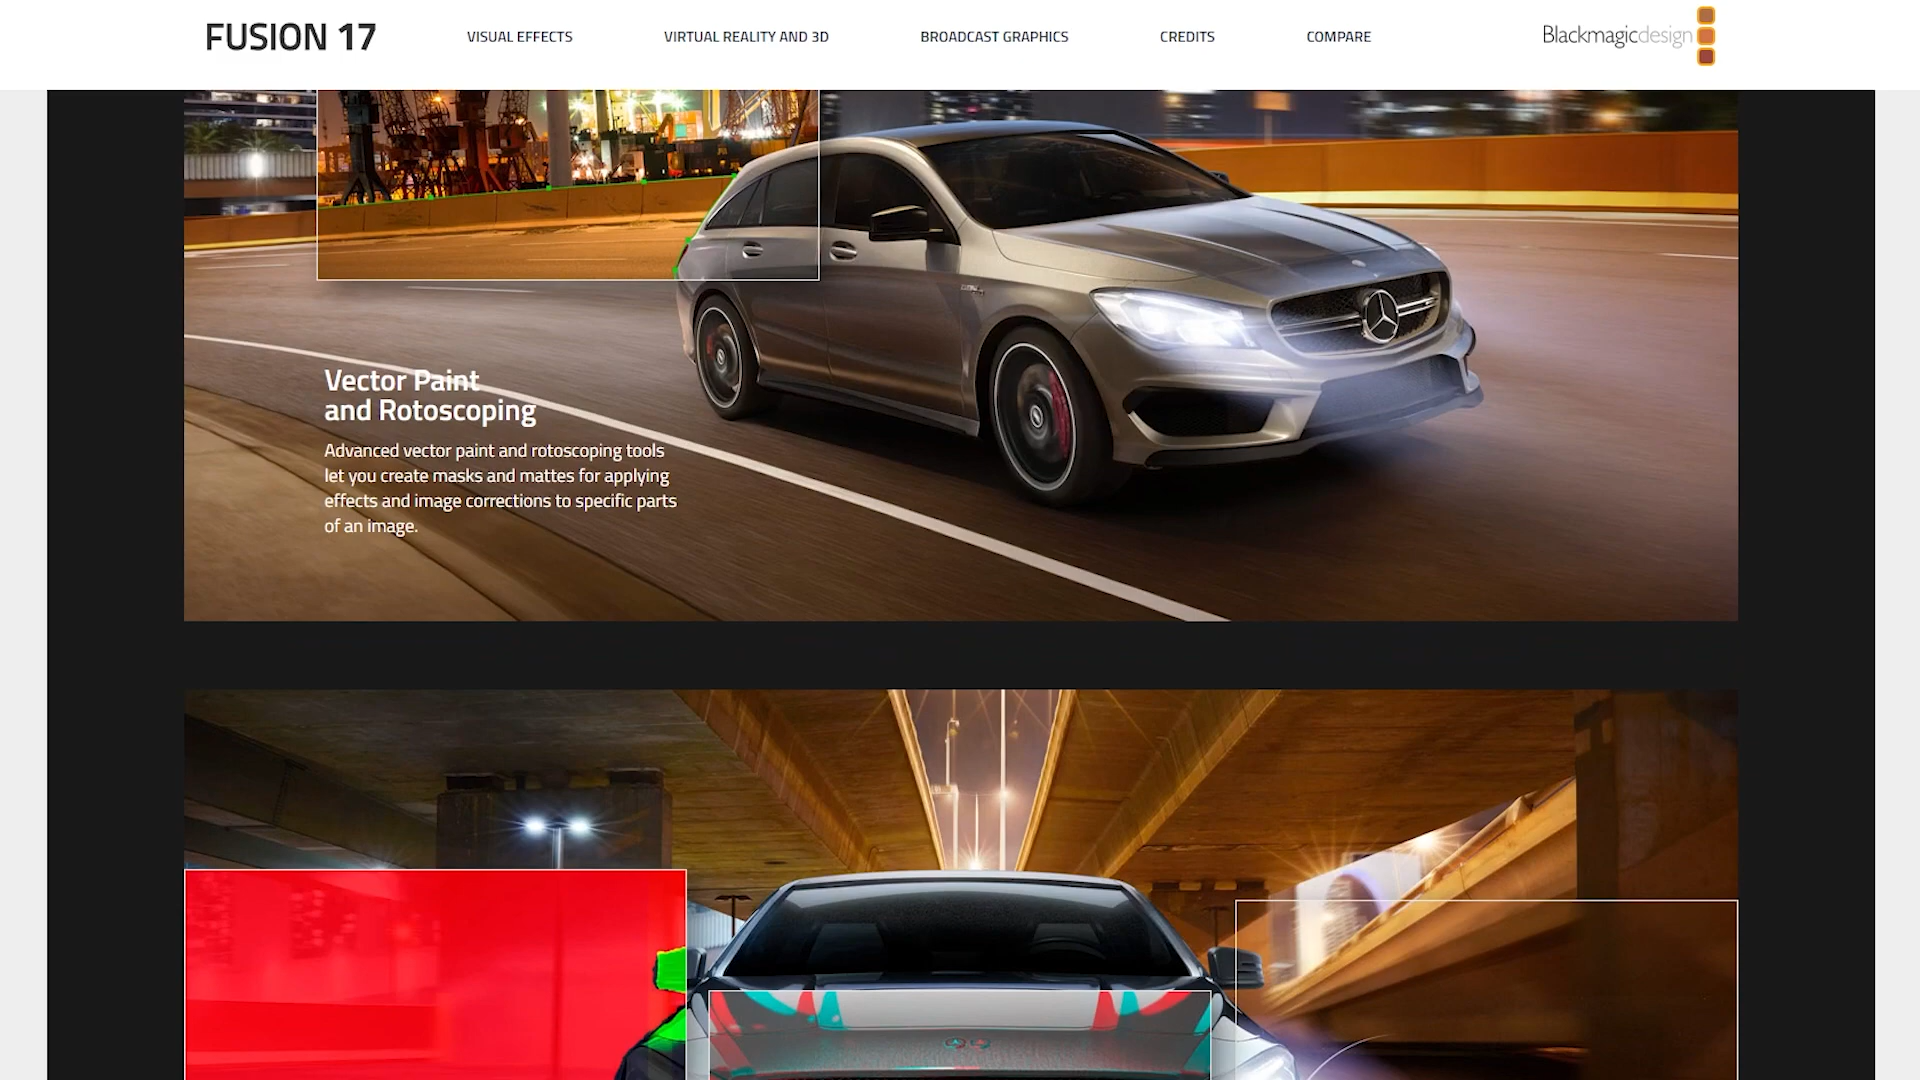 FUSION 17
VISUAL EFFECTS
VIRTUAL REALITY AND 3D
BROADCAST GRAPHICS
CREDITS
COMPARE
Blackmagicdesign
Vector Paint
and Rotoscoping
Advanced vector paint and rotoscoping tools
let you create masks and mattes for applying
effects and image corrections to specific parts
of an image.